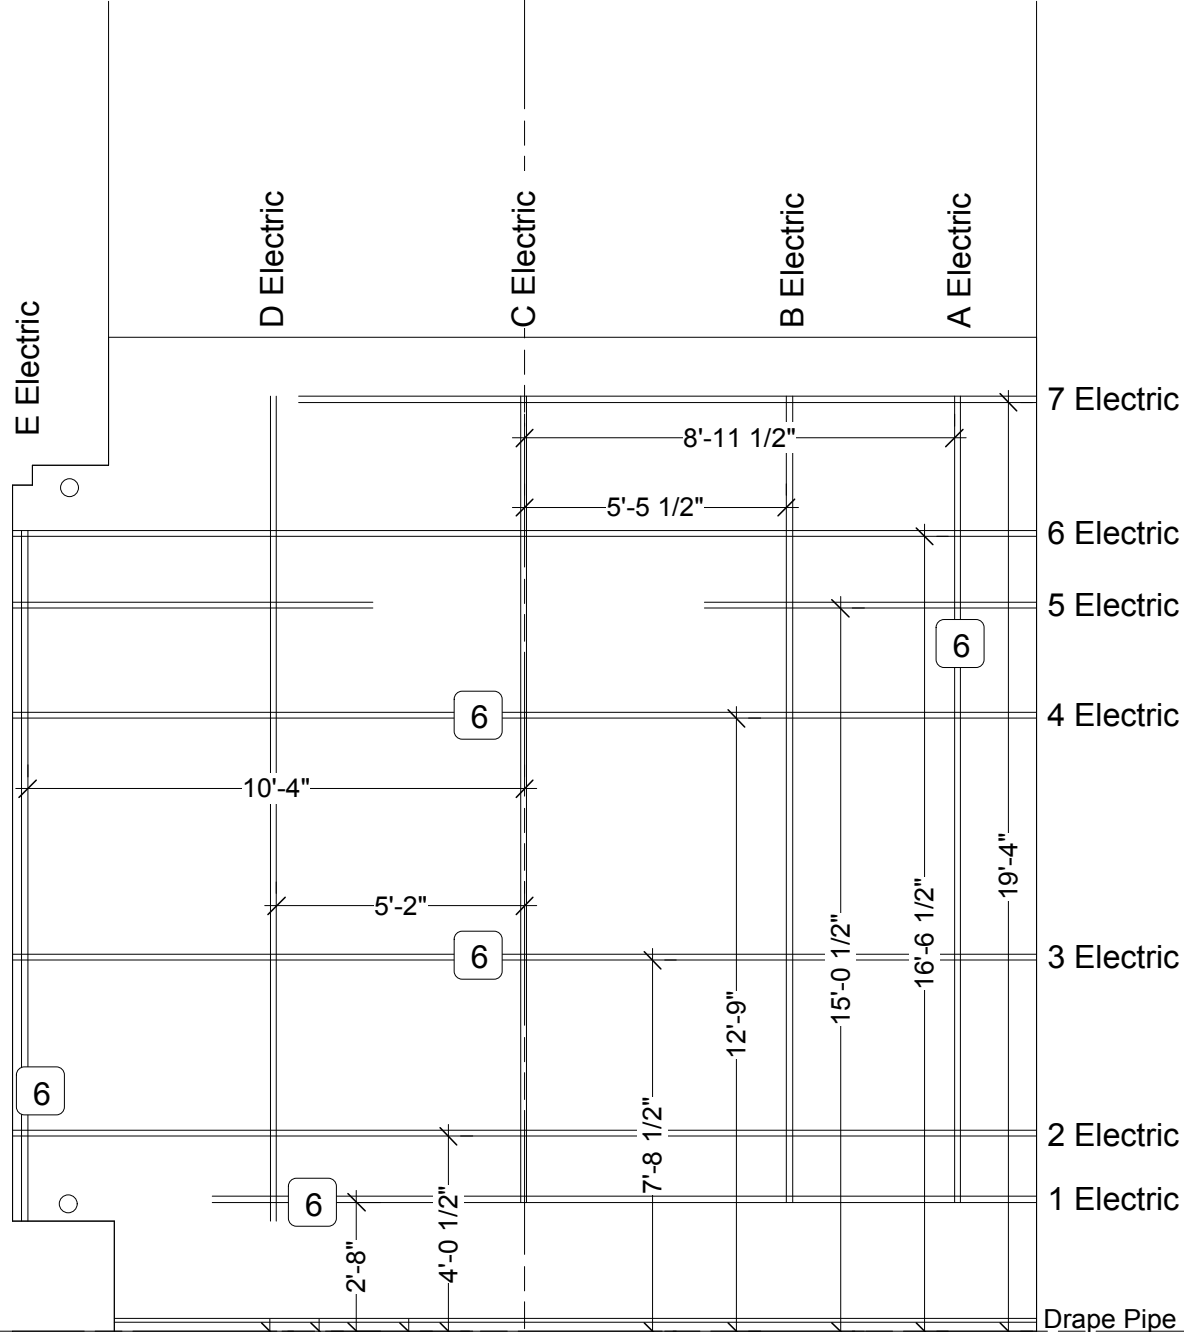 D Electric
C Electric
B Electric
A Electric
E Electric
7 Electric
8'-11 1/2"
5'-5 1/2"
6 Electric
5 Electric
6
6
4 Electric
10'-4"
19'-4"
5'-2"
16'-6 1/2"
15'-0 1/2"
6
3 Electric
12'-9"
6
7'-8 1/2"
2 Electric
6
1 Electric
4'-0 1/2"
2'-8"
Drape Pipe